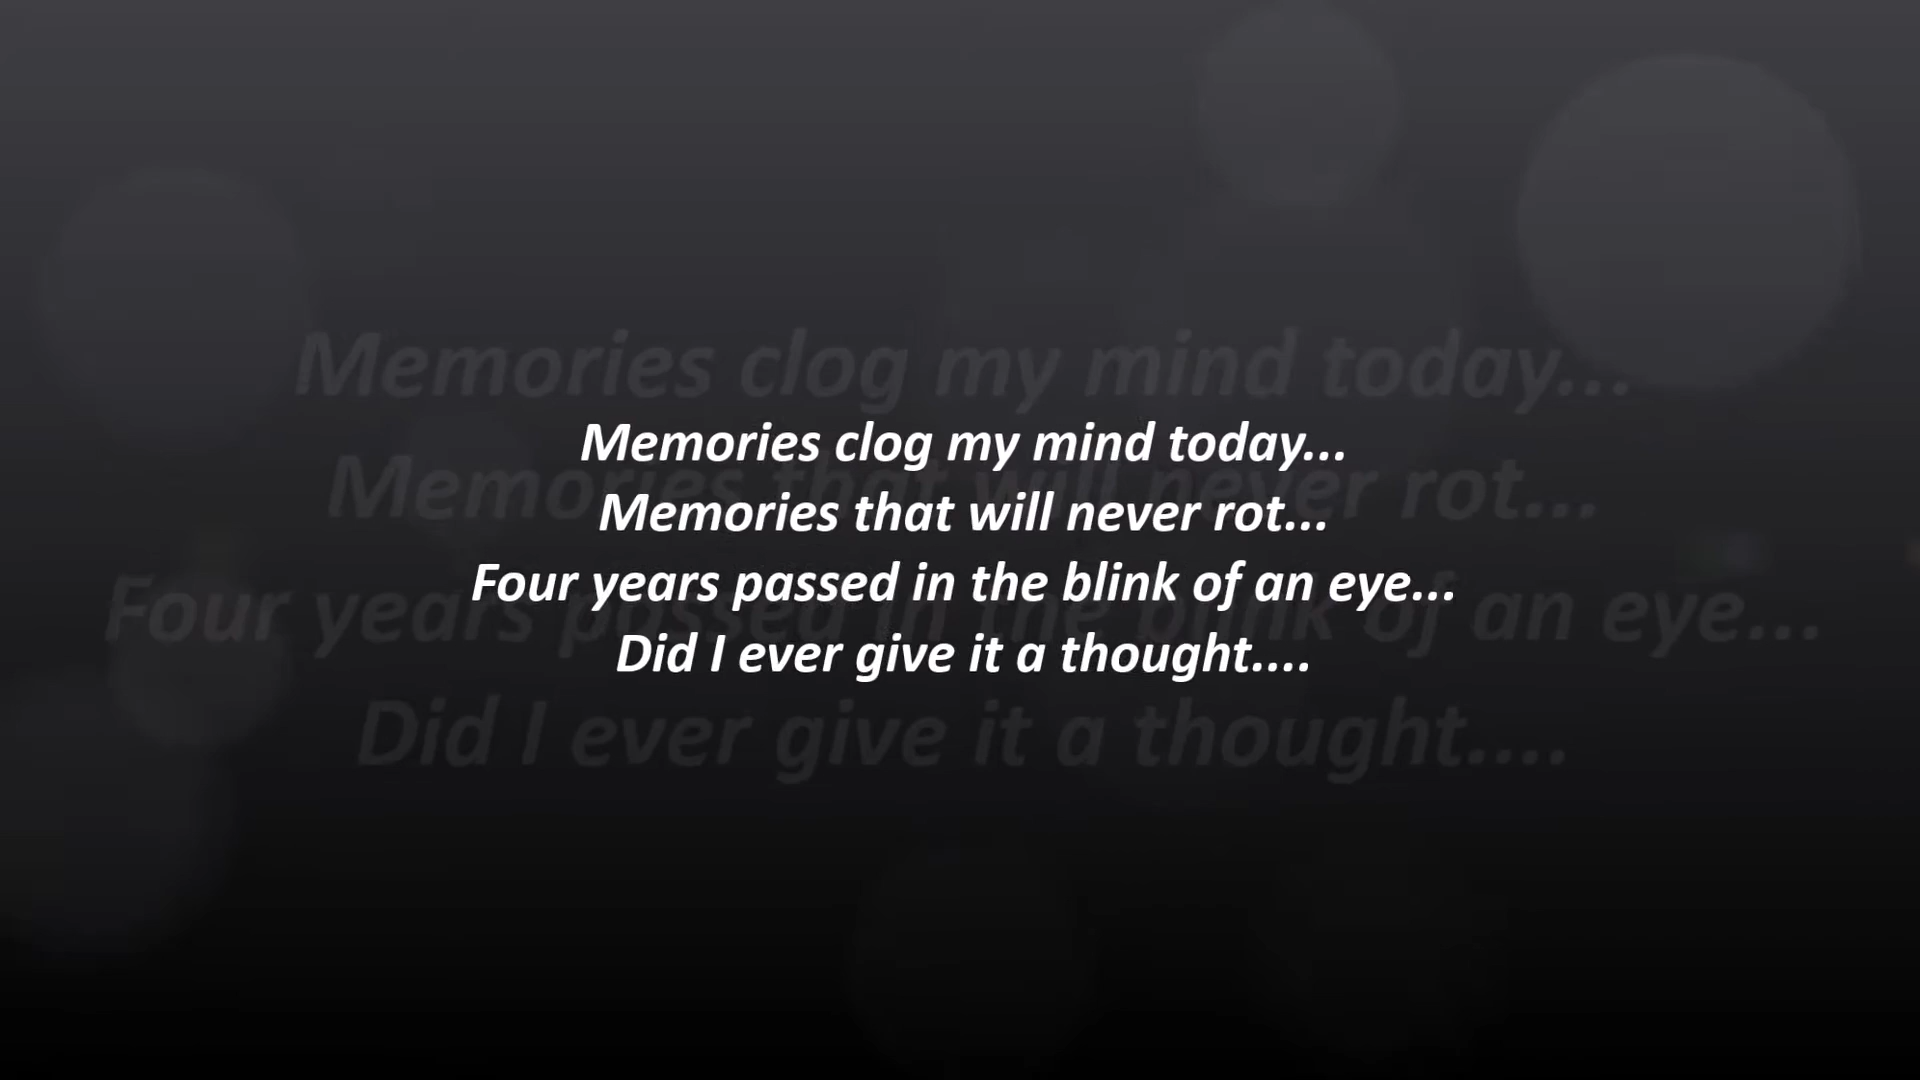 Memories clog my mind today...
Memories that will never rot...
Four years passed in the blink of an eye...
Did I ever give it a thought....